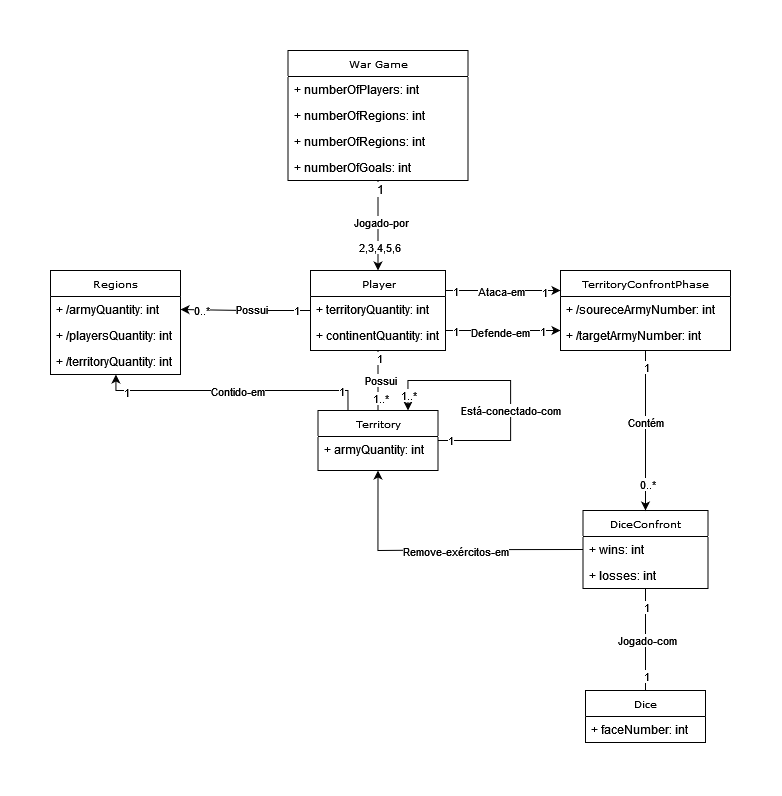 War Game
+ numberOfPlayers: int
+ numberOfRegions: int
+ numberOfRegions: int
+ numberOfGoals: int
1
Jogado-por
2,3,4,5,6
Regions
+ /armyQuantity: int
+ /playersQuantity: int
+ /territoryQuantity: int
0..*
Possui
1
Player
+ territoryQuantity: int
+ continentQuantity: int
1
Ataca-em
1
1
Defende-em
1
TerritoryConfrontPhase
+ /soureceArmyNumber: int
+ /targetArmyNumber: int
1
Possui
1..*
1
Contido-em
1
1..*
Está-conectado-com
1
Territory
+ armyQuantity: int
1
Contém
0..*
DiceConfront
+ wins: int
+ losses: int
Remove-exércitos-em
1
Jogado-com
1
Dice
+ faceNumber: int